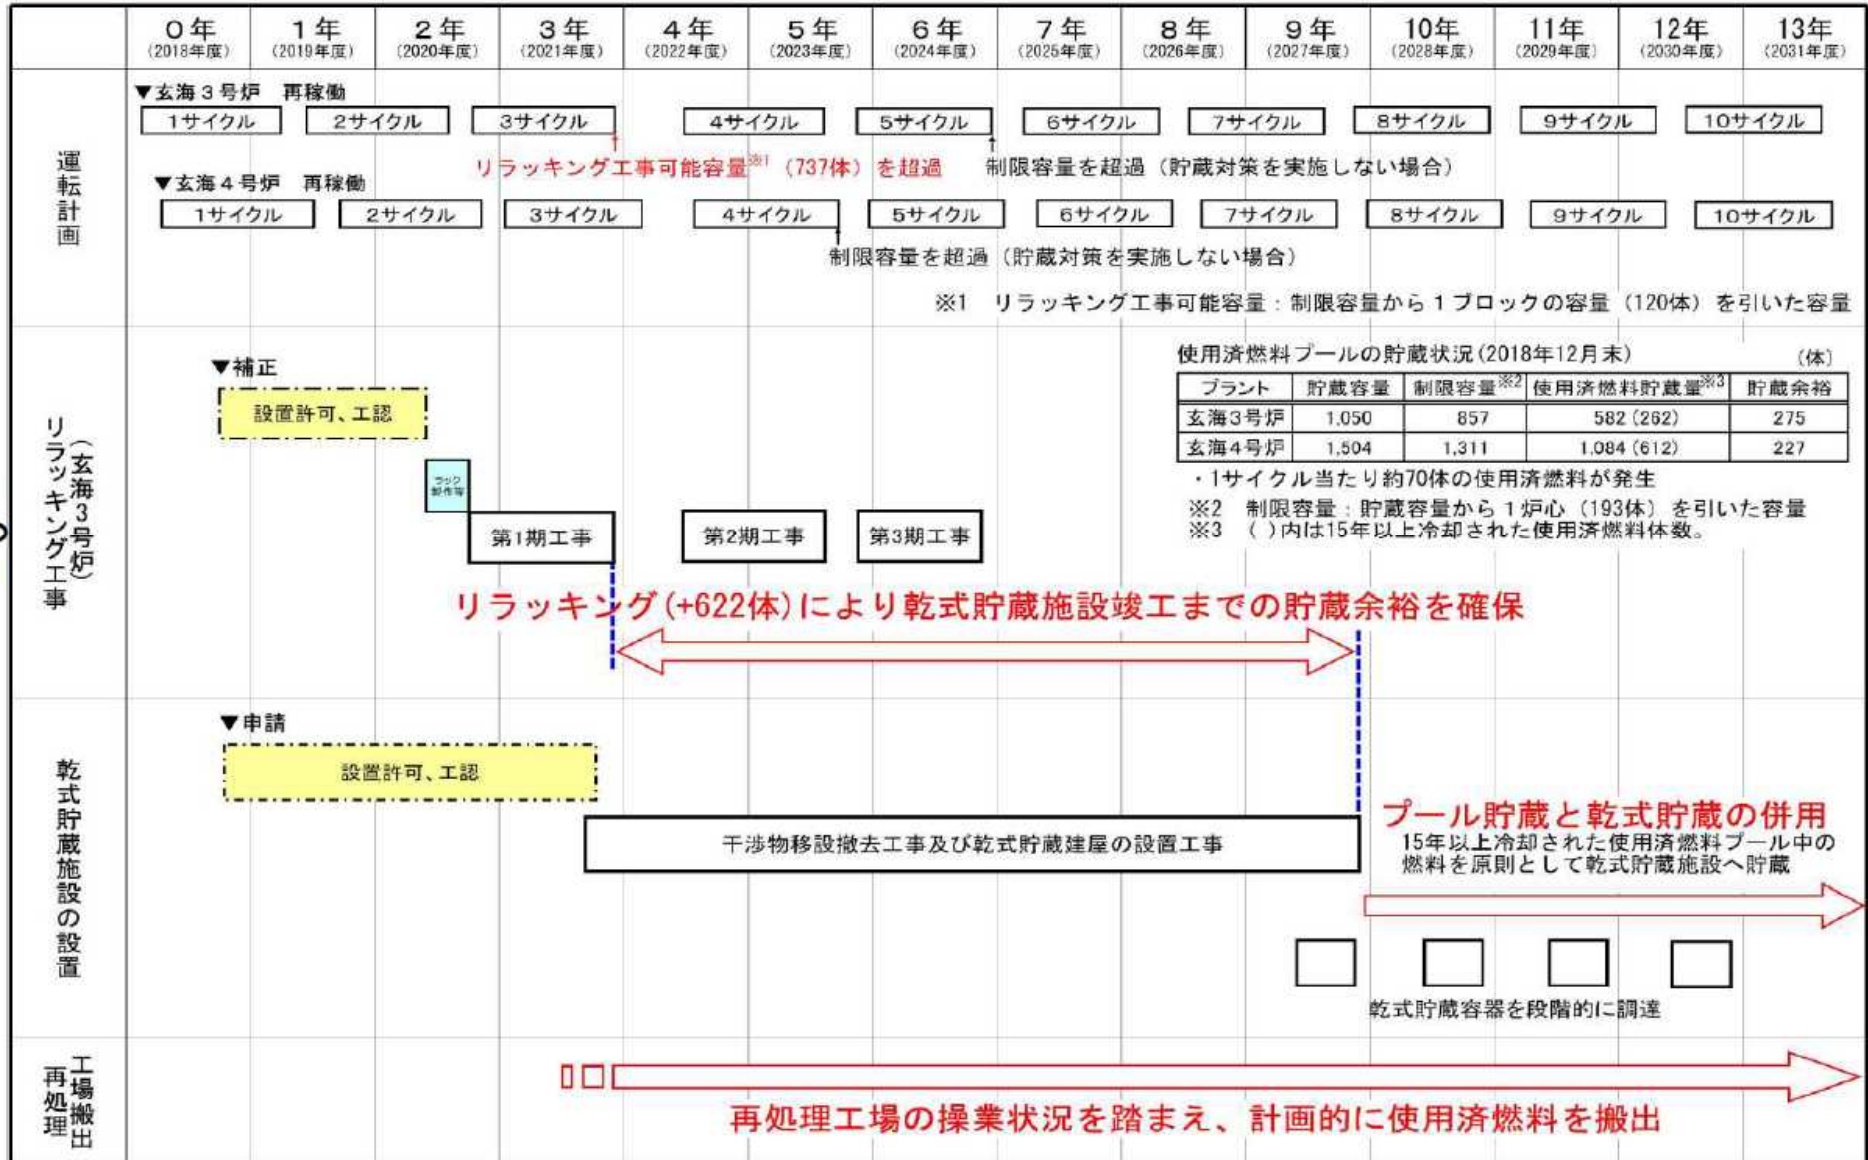 0年 1年 2年 3年 4年 5年 6年 7年 8年 9年 10年 11年 12年 13年
(2018年度) (2019年度) (2020年度) (2021年度) (2022年度) (2023年度) (2024年度) (2025年度) (2026年度) (2027年度) (2028年度) (2029年度) (2030年度) (2031年度)
運転計画
▼玄海3号炉 再稼働
1サイクル 2サイクル 3サイクル 4サイクル 5サイクル 6サイクル 7サイクル 8サイクル 9サイクル 10サイクル
↑ ↑
リラッキング工事可能容量※1(737体)を超過 制限容量を超過(貯蔵対策を実施しない場合)
▼玄海4号炉 再稼働
1サイクル 2サイクル 3サイクル 4サイクル 5サイクル 6サイクル 7サイクル 8サイクル 9サイクル 10サイクル
↑
制限容量を超過(貯蔵対策を実施しない場合)
※1 リラッキング工事可能容量:制限容量から1ブロックの容量(120体)を引いた容量
リラッキング工事
(玄海3号炉)
▼補正
設置許可、工認
ラック
製作等
第1期工事 第2期工事 第3期工事
使用済燃料プールの貯蔵状況(2018年12月末) (体)
プラント 貯蔵容量 制限容量※2 使用済燃料貯蔵量※3 貯蔵余裕
玄海3号炉 1,050 857 582(262) 275
玄海4号炉 1,504 1,311 1,084(612) 227
・1サイクル当たり約70体の使用済燃料が発生
※2 制限容量:貯蔵容量から1炉心(193体)を引いた容量
※3 ( )内は15年以上冷却された使用済燃料体数。
リラッキング(+622体)により乾式貯蔵施設竣工までの貯蔵余裕を確保
乾式貯蔵施設の設置
▼申請
設置許可、工認
干渉物移設撤去工事及び乾式貯蔵建屋の設置工事
プール貯蔵と乾式貯蔵の併用
15年以上冷却された使用済燃料プール中の
燃料を原則として乾式貯蔵施設へ貯蔵
乾式貯蔵容器を段階的に調達
再処理
工場搬出
再処理工場の操業状況を踏まえ、計画的に使用済燃料を搬出